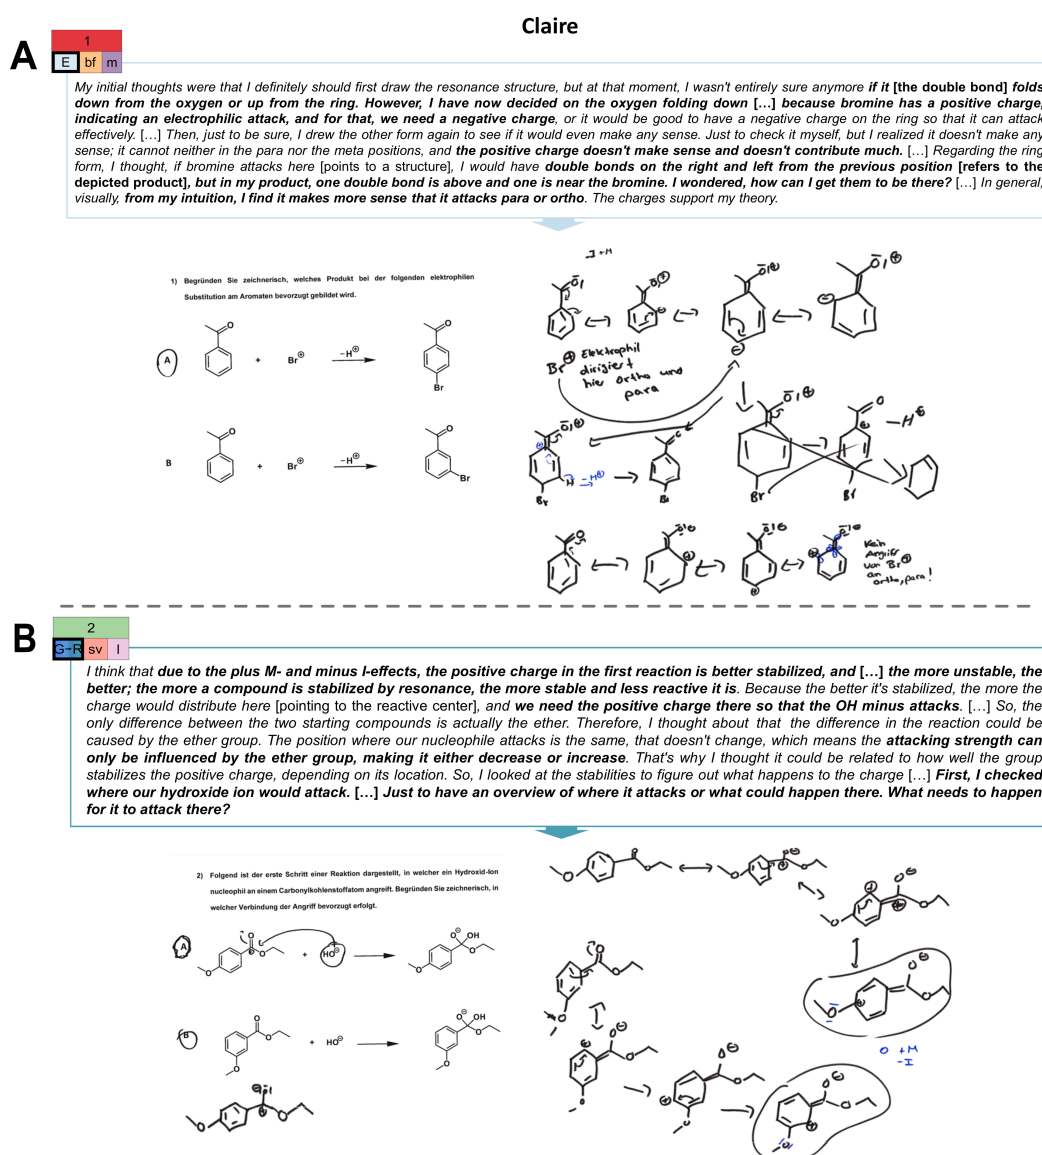 Claire
A
1
E bf m
My initial thoughts were that I definitely should first draw the resonance structure, but at that moment, I wasn't entirely sure anymore if it [the double bond] folds
down from the oxygen or up from the ring. However, I have now decided on the oxygen folding down […] because bromine has a positive charge,
indicating an electrophilic attack, and for that, we need a negative charge, or it would be good to have a negative charge on the ring so that it can attack
effectively. […] Then, just to be sure, I drew the other form again to see if it would even make any sense. Just to check it myself, but I realized it doesn't make any
sense; it cannot neither in the para nor the meta positions, and the positive charge doesn't make sense and doesn't contribute much. […] Regarding the ring
form, I thought, if bromine attacks here [points to a structure], I would have double bonds on the right and left from the previous position [refers to the
depicted product], but in my product, one double bond is above and one is near the bromine. I wondered, how can I get them to be there? […] In general,
visually, from my intuition, I find it makes more sense that it attacks para or ortho. The charges support my theory.
1) Begründen Sie zeichnerisch, welches Produkt bei der folgenden elektrophilen
Substitution am Aromaten bevorzugt gebildet wird.
A + Br⊕ –H⊕ O Br
B + Br⊕ –H⊕ O Br
-I +M
Br⊕ Elektrophil
dirigiert
hier ortho und
para
–H⊕
Br
Kein
Angriff
von Br⊕
an
ortho, para!
B
2
G→R sv I
I think that due to the plus M- and minus I-effects, the positive charge in the first reaction is better stabilized, and […] the more unstable, the
better; the more a compound is stabilized by resonance, the more stable and less reactive it is. Because the better it's stabilized, the more the
charge would distribute here [pointing to the reactive center], and we need the positive charge there so that the OH minus attacks. […] So, the
only difference between the two starting compounds is actually the ether. Therefore, I thought about that the difference in the reaction could be
caused by the ether group. The position where our nucleophile attacks is the same, that doesn't change, which means the attacking strength can
only be influenced by the ether group, making it either decrease or increase. That's why I thought it could be related to how well the group
stabilizes the positive charge, depending on its location. So, I looked at the stabilities to figure out what happens to the charge […] First, I checked
where our hydroxide ion would attack. […] Just to have an overview of where it attacks or what could happen there. What needs to happen
for it to attack there?
2) Folgend ist der erste Schritt einer Reaktion dargestellt, in welcher ein Hydroxid-Ion
nucleophil an einem Carbonylkohlenstoffatom angreift. Begründen Sie zeichnerisch, in
welcher Verbindung der Angriff bevorzugt erfolgt.
A O + HO⊖ O⊖ OH O
B O + HO⊖ O⊖ OH O
O +M
-I